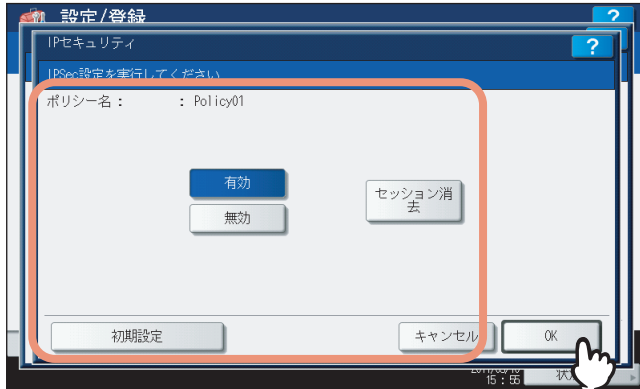 設定/登録
?
IPセキュリティ
?
IPSec設定を実行してください
ポリシー名: : Policy01
有効
無効
セッション消
去
初期設定
キャンセル
OK
15:55